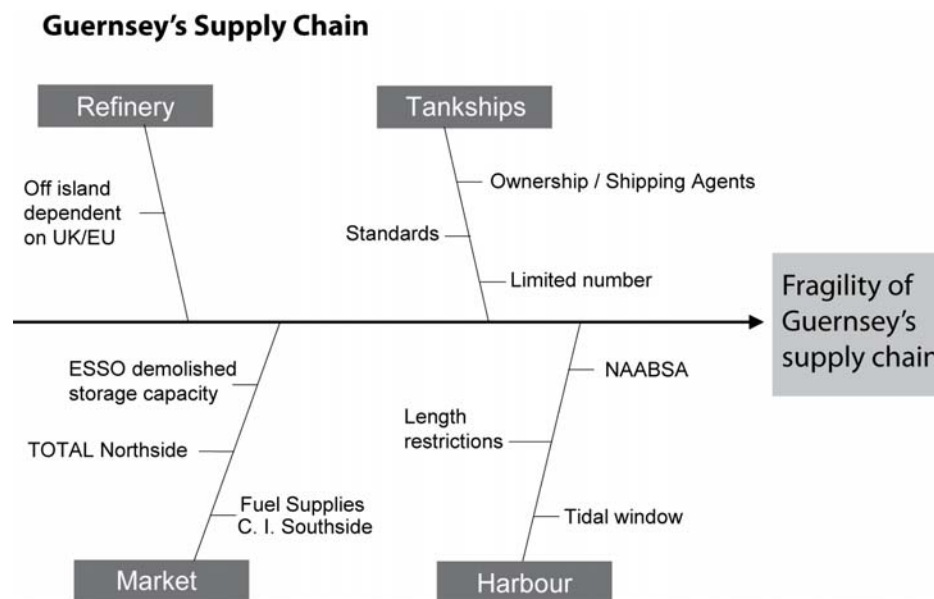 Guernsey's Supply Chain
Refinery
Tankships
Off island
dependent
on UK/EU
Ownership / Shipping Agents
Standards
Limited number
Fragility of
Guernsey's
supply chain
ESSO demolished
storage capacity
TOTAL Northside
Fuel Supplies
C. I. Southside
NAABSA
Length
restrictions
Tidal window
Market
Harbour